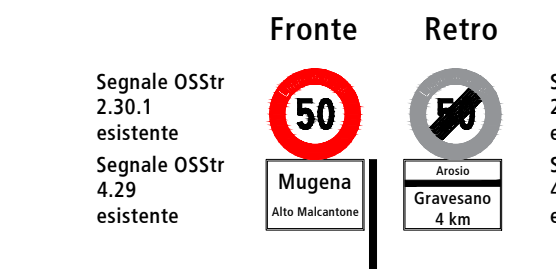 Fronte Retro
Segnale OSStr
2.30.1
esistente
50
50
Segnale OSStr
4.29
esistente
Mugena
Alto Malcantone
Arosio
Gravesano
4 km